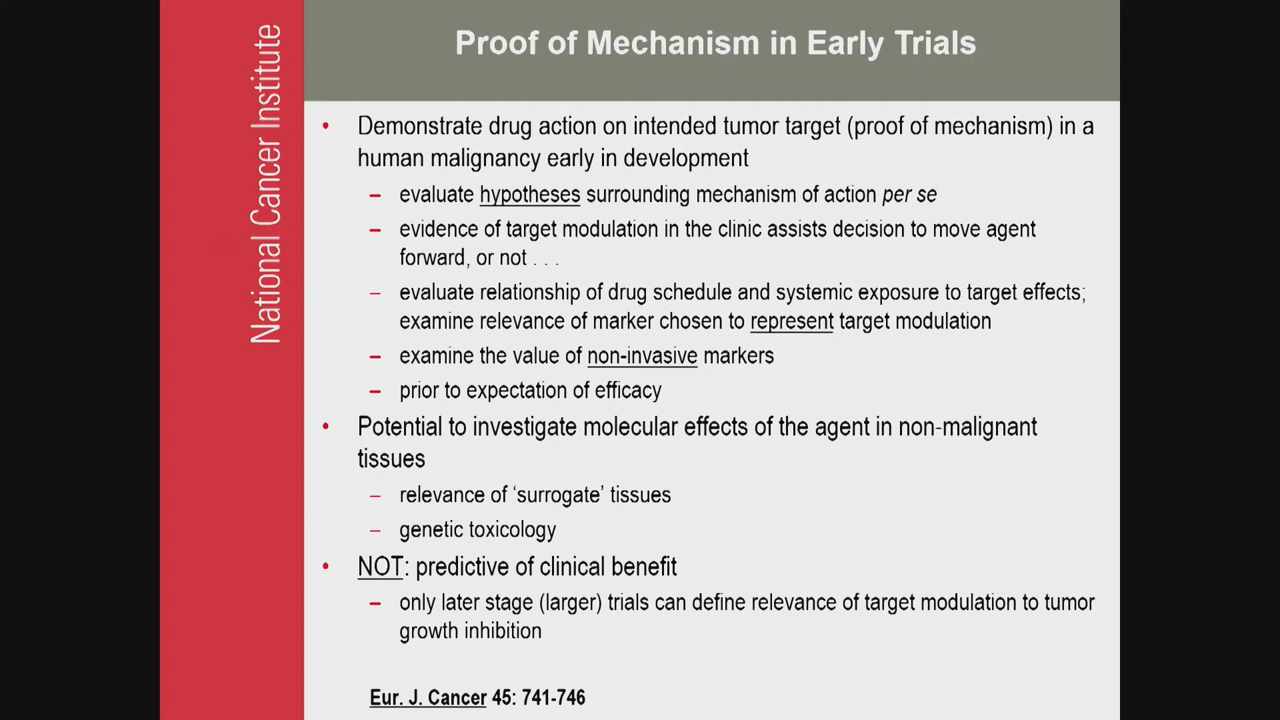 National Cancer Institute
Proof of Mechanism in Early Trials
• Demonstrate drug action on intended tumor target (proof of mechanism) in a
human malignancy early in development
– evaluate hypotheses surrounding mechanism of action per se
– evidence of target modulation in the clinic assists decision to move agent
forward, or not . . .
– evaluate relationship of drug schedule and systemic exposure to target effects;
examine relevance of marker chosen to represent target modulation
– examine the value of non-invasive markers
– prior to expectation of efficacy
• Potential to investigate molecular effects of the agent in non-malignant
tissues
– relevance of ‘surrogate’ tissues
– genetic toxicology
• NOT: predictive of clinical benefit
– only later stage (larger) trials can define relevance of target modulation to tumor
growth inhibition
Eur. J. Cancer 45: 741-746